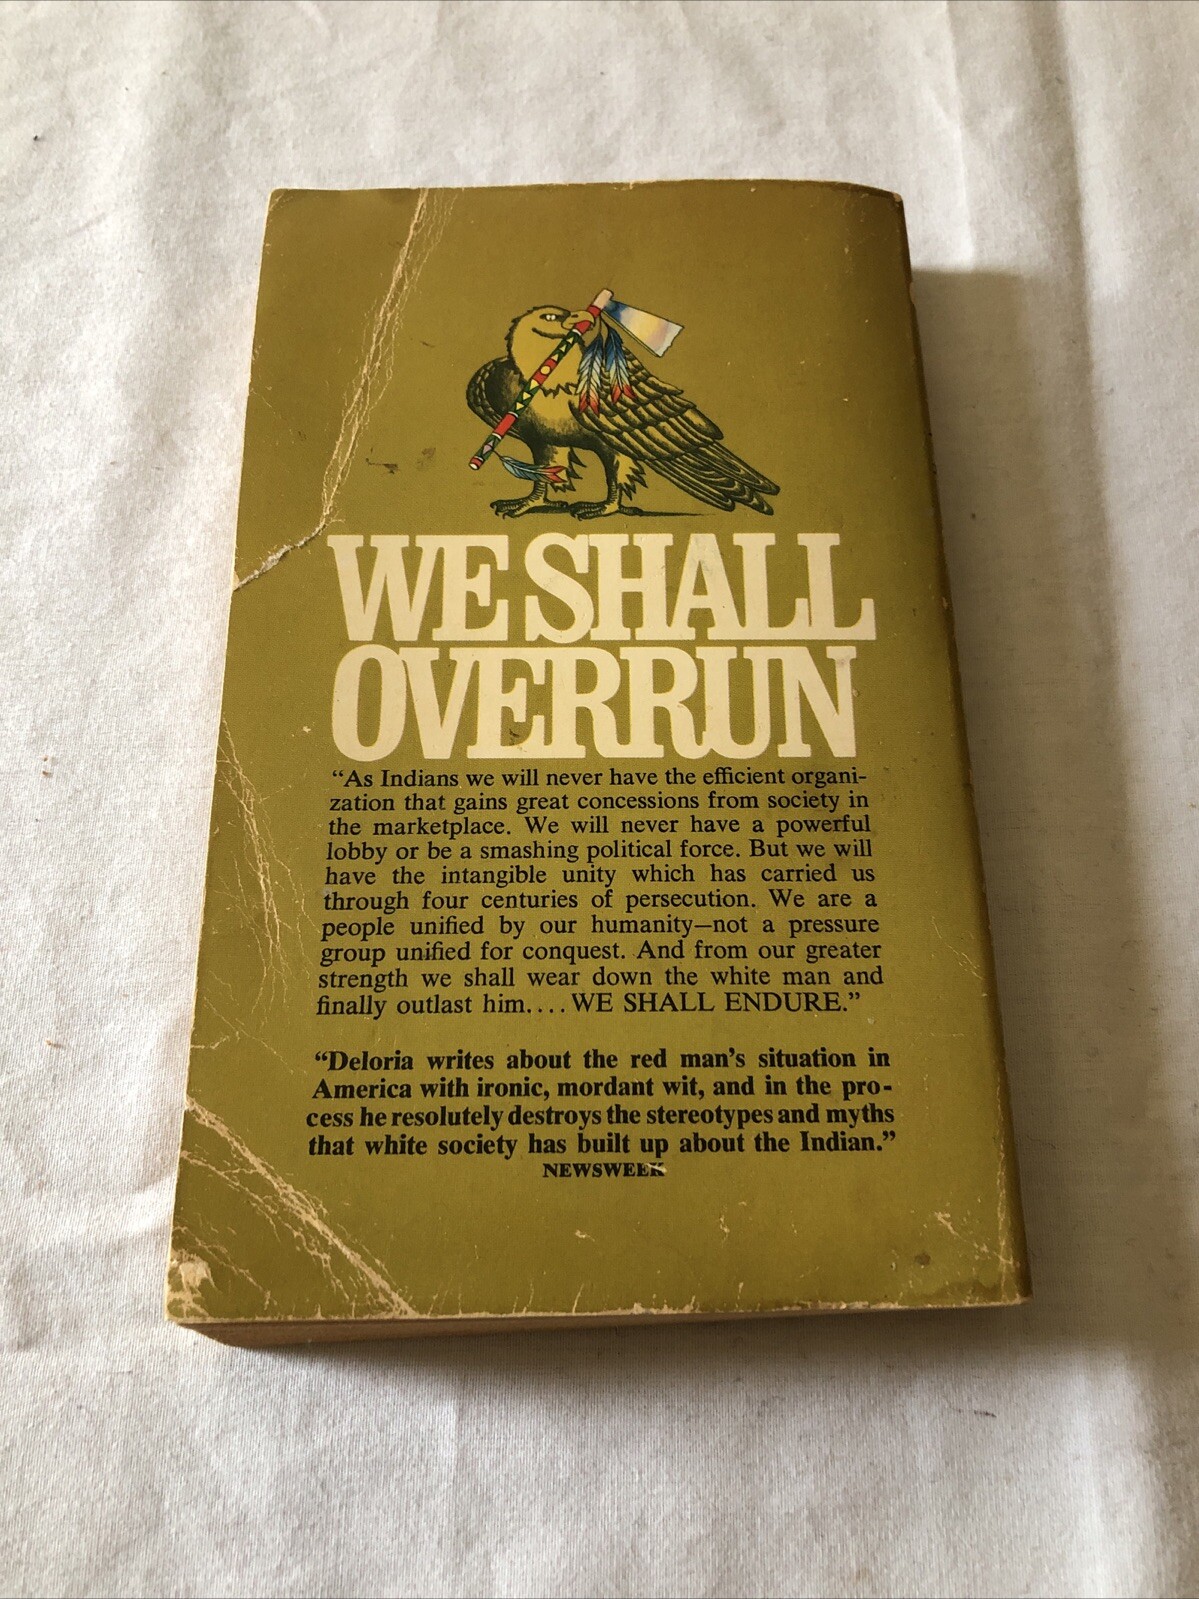 WE SHALL
OVERRUN
“As Indians we will never have the efficient organi-
zation that gains great concessions from society in
the marketplace. We will never have a powerful
lobby or be a smashing political force. But we will
have the intangible unity which has carried us
through four centuries of persecution. We are a
people unified by our humanity—not a pressure
group unified for conquest. And from our greater
strength we shall wear down the white man and
finally outlast him.... WE SHALL ENDURE.”
“Deloria writes about the red man’s situation in
America with ironic, mordant wit, and in the pro-
cess he resolutely destroys the stereotypes and myths
that white society has built up about the Indian.”
NEWSWEEK